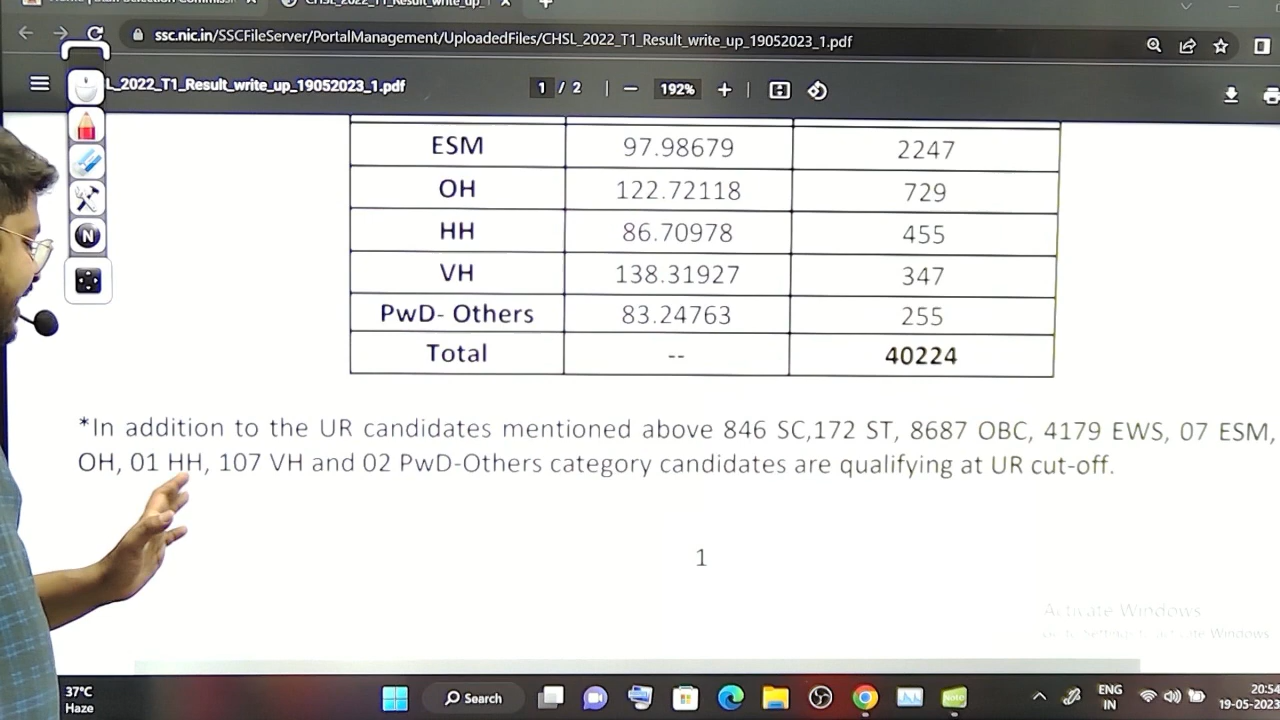 CHSL_2022_T1_Result_write_up_
ssc.nic.in/SSCFileServer/PortalManagement/UploadedFiles/CHSL_2022_T1_Result_write_up_19052023_1.pdf
L_2022_T1_Result_write_up_19052023_1.pdf
1 / 2
192%
ESM 97.98679 2247
OH 122.72118 729
HH 86.70978 455
VH 138.31927 347
PwD- Others 83.24763 255
Total -- 40224
*In addition to the UR candidates mentioned above 846 SC,172 ST, 8687 OBC, 4179 EWS, 07 ESM,
OH, 01 HH, 107 VH and 02 PwD-Others category candidates are qualifying at UR cut-off.
1
Activate Windows
N
37°C
Haze
Search
ENG
IN
20:54
19-05-2023